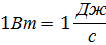 1Вт = 1 Дж/с